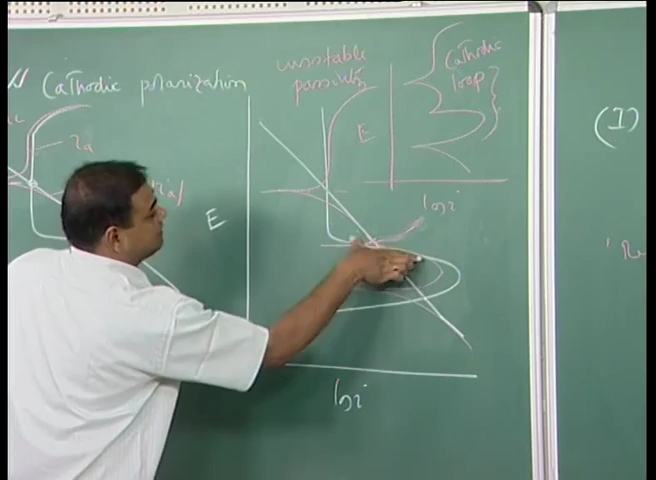 Cathodic polarization
unstable
passivity
Cathodic
loop
E
log i
E
log i
(I)